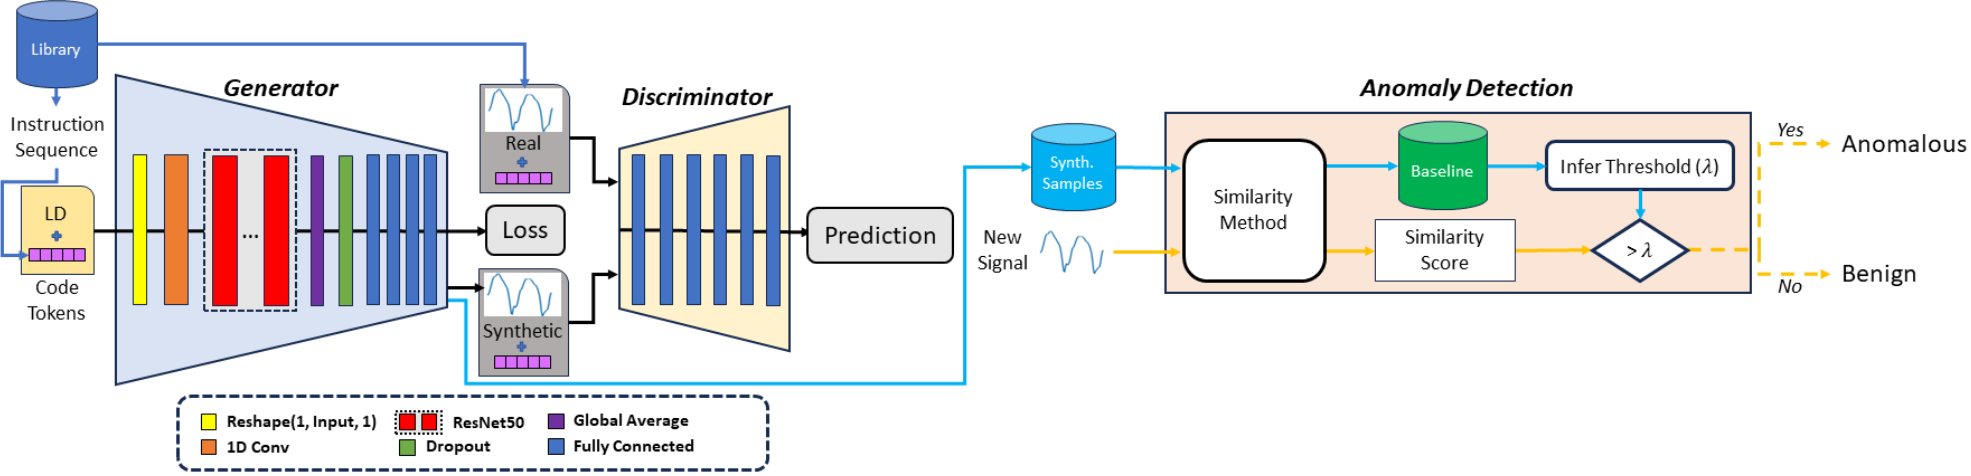 Library
Instruction
Sequence
LD
+
Code
Tokens
Generator
...
Real
+
Loss
Synthetic
+
Discriminator
Prediction
Synth.
Samples
New
Signal
Anomaly Detection
Similarity
Method
Baseline
Infer Threshold (λ)
Similarity
Score
> λ
Yes
Anomalous
No
Benign
Reshape(1, Input, 1)
ResNet50
Global Average
1D Conv
Dropout
Fully Connected